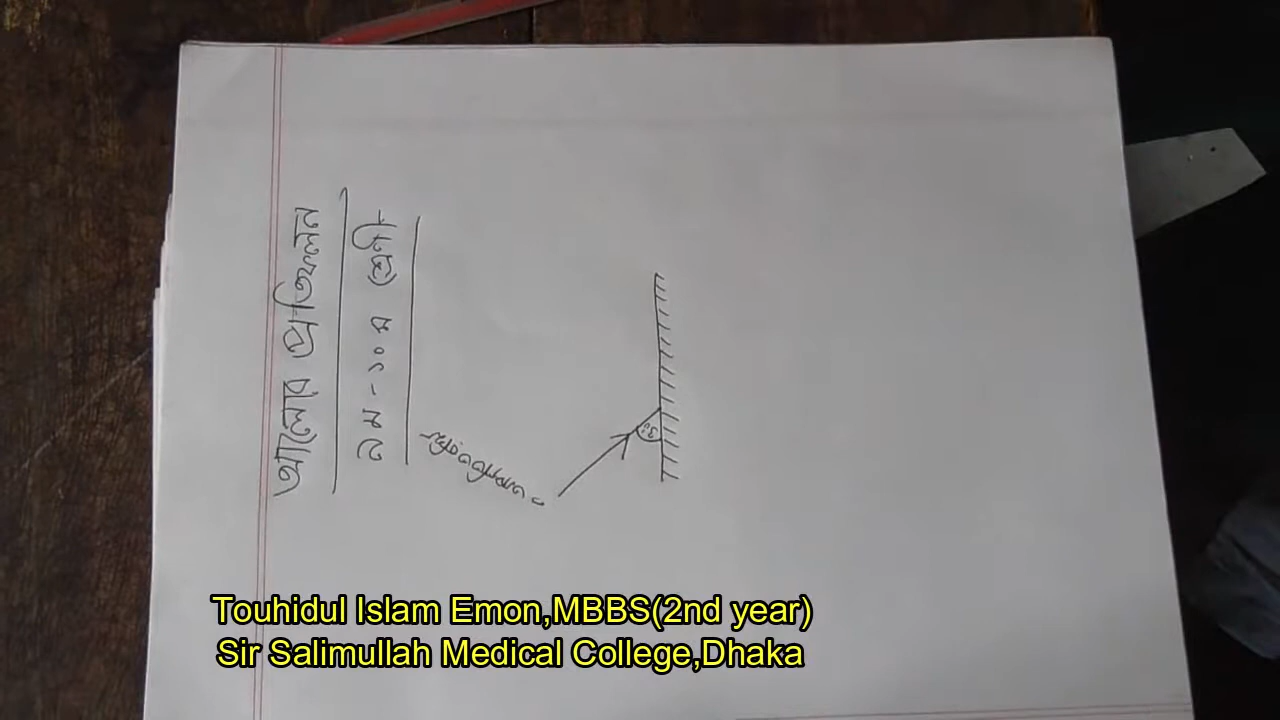 আলোর প্রতিফলন
৯ম - ১০ম শ্রেণী
Touhidul Islam Emon,MBBS(2nd year)
Sir Salimullah Medical College,Dhaka